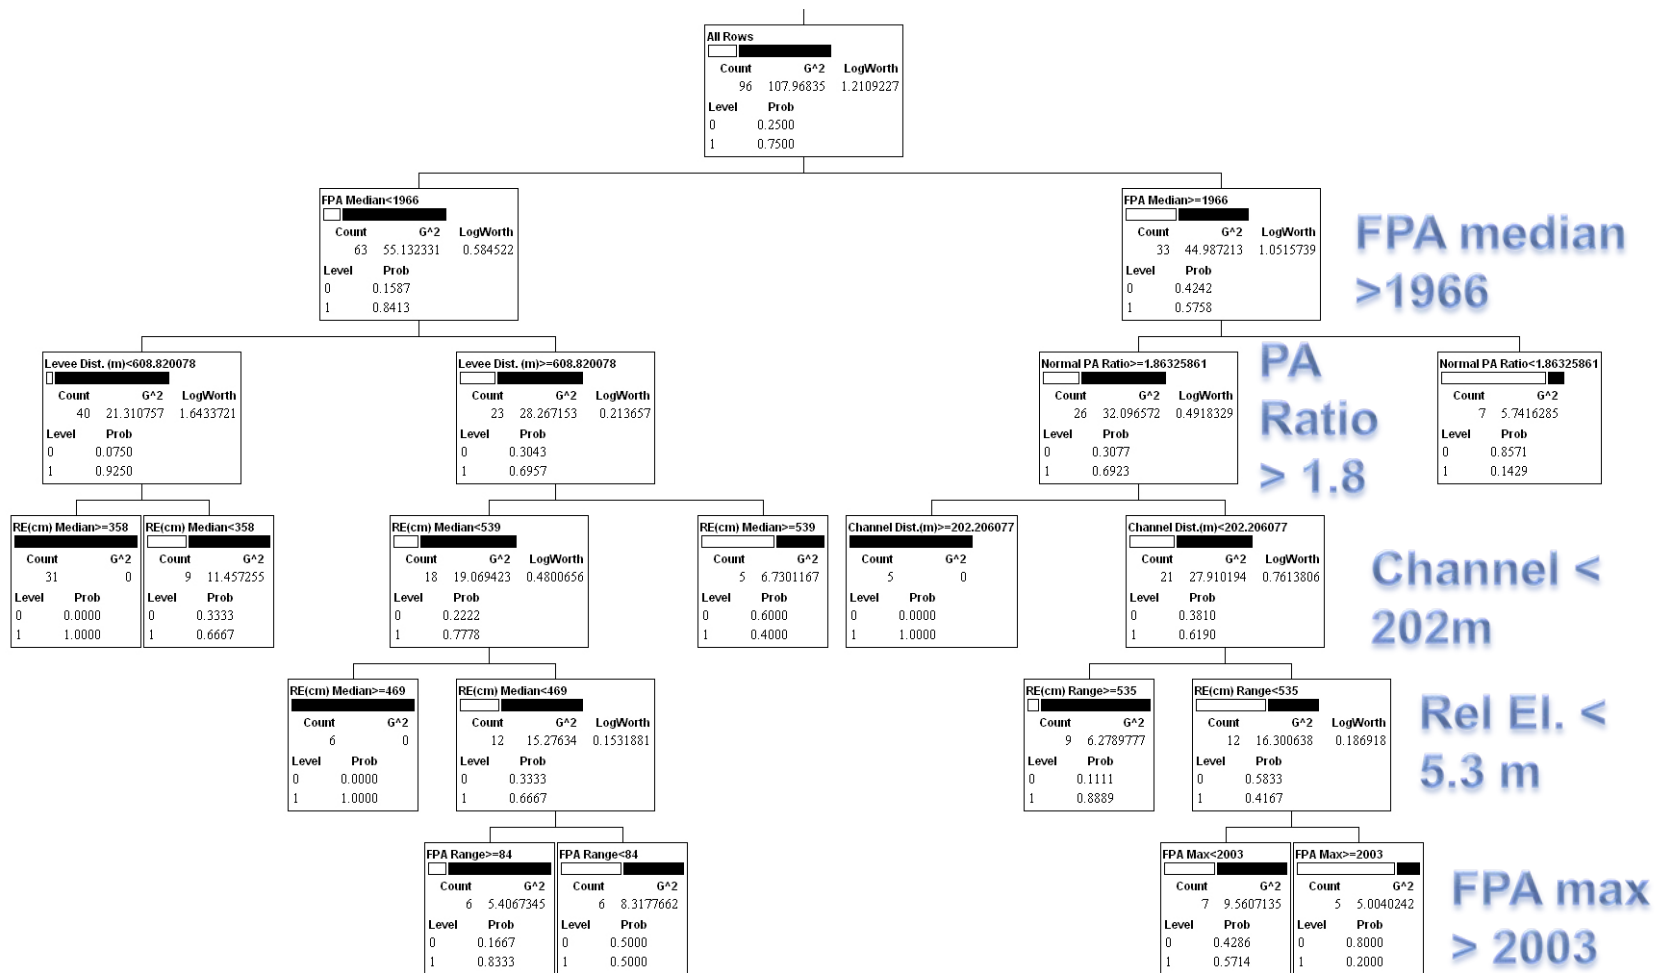 All Rows
Count G^2 LogWorth
96 107.96835 1.2109227
Level Prob
0 0.2500
1 0.7500
FPA Median<1966
Count G^2 LogWorth
63 55.132331 0.584522
Level Prob
0 0.1587
1 0.8413
FPA Median>=1966
Count G^2 LogWorth
33 44.987213 1.0515739
Level Prob
0 0.4242
1 0.5758
FPA median
>1966
Levee Dist. (m)<608.820078
Count G^2 LogWorth
40 21.310757 1.6433721
Level Prob
0 0.0750
1 0.9250
Levee Dist. (m)>=608.820078
Count G^2 LogWorth
23 28.267153 0.213657
Level Prob
0 0.3043
1 0.6957
Normal PA Ratio>=1.86325861
Count G^2 LogWorth
26 32.096572 0.4918329
Level Prob
0 0.3077
1 0.6923
PA
Ratio
> 1.8
Normal PA Ratio<1.86325861
Count G^2
7 5.7416285
Level Prob
0 0.8571
1 0.1429
RE(cm) Median>=358
Count G^2
31 0
Level Prob
0 0.0000
1 1.0000
RE(cm) Median<358
Count G^2
9 11.457255
Level Prob
0 0.3333
1 0.6667
RE(cm) Median<539
Count G^2 LogWorth
18 19.069423 0.4800656
Level Prob
0 0.2222
1 0.7778
RE(cm) Median>=539
Count G^2
5 6.7301167
Level Prob
0 0.6000
1 0.4000
Channel Dist.(m)>=202.206077
Count G^2
5 0
Level Prob
0 0.0000
1 1.0000
Channel Dist.(m)<202.206077
Count G^2 LogWorth
21 27.910194 0.7613806
Level Prob
0 0.3810
1 0.6190
Channel <
202m
RE(cm) Median>=469
Count G^2
6 0
Level Prob
0 0.0000
1 1.0000
RE(cm) Median<469
Count G^2 LogWorth
12 15.27634 0.1531881
Level Prob
0 0.3333
1 0.6667
RE(cm) Range>=535
Count G^2
9 6.2789777
Level Prob
0 0.1111
1 0.8889
RE(cm) Range<535
Count G^2 LogWorth
12 16.300638 0.186918
Level Prob
0 0.5833
1 0.4167
Rel El. <
5.3 m
FPA Range>=84
Count G^2
6 5.4067345
Level Prob
0 0.1667
1 0.8333
FPA Range<84
Count G^2
6 8.3177662
Level Prob
0 0.5000
1 0.5000
FPA Max<2003
Count G^2
7 9.5607135
Level Prob
0 0.4286
1 0.5714
FPA Max>=2003
Count G^2
5 5.0040242
Level Prob
0 0.8000
1 0.2000
FPA max
> 2003